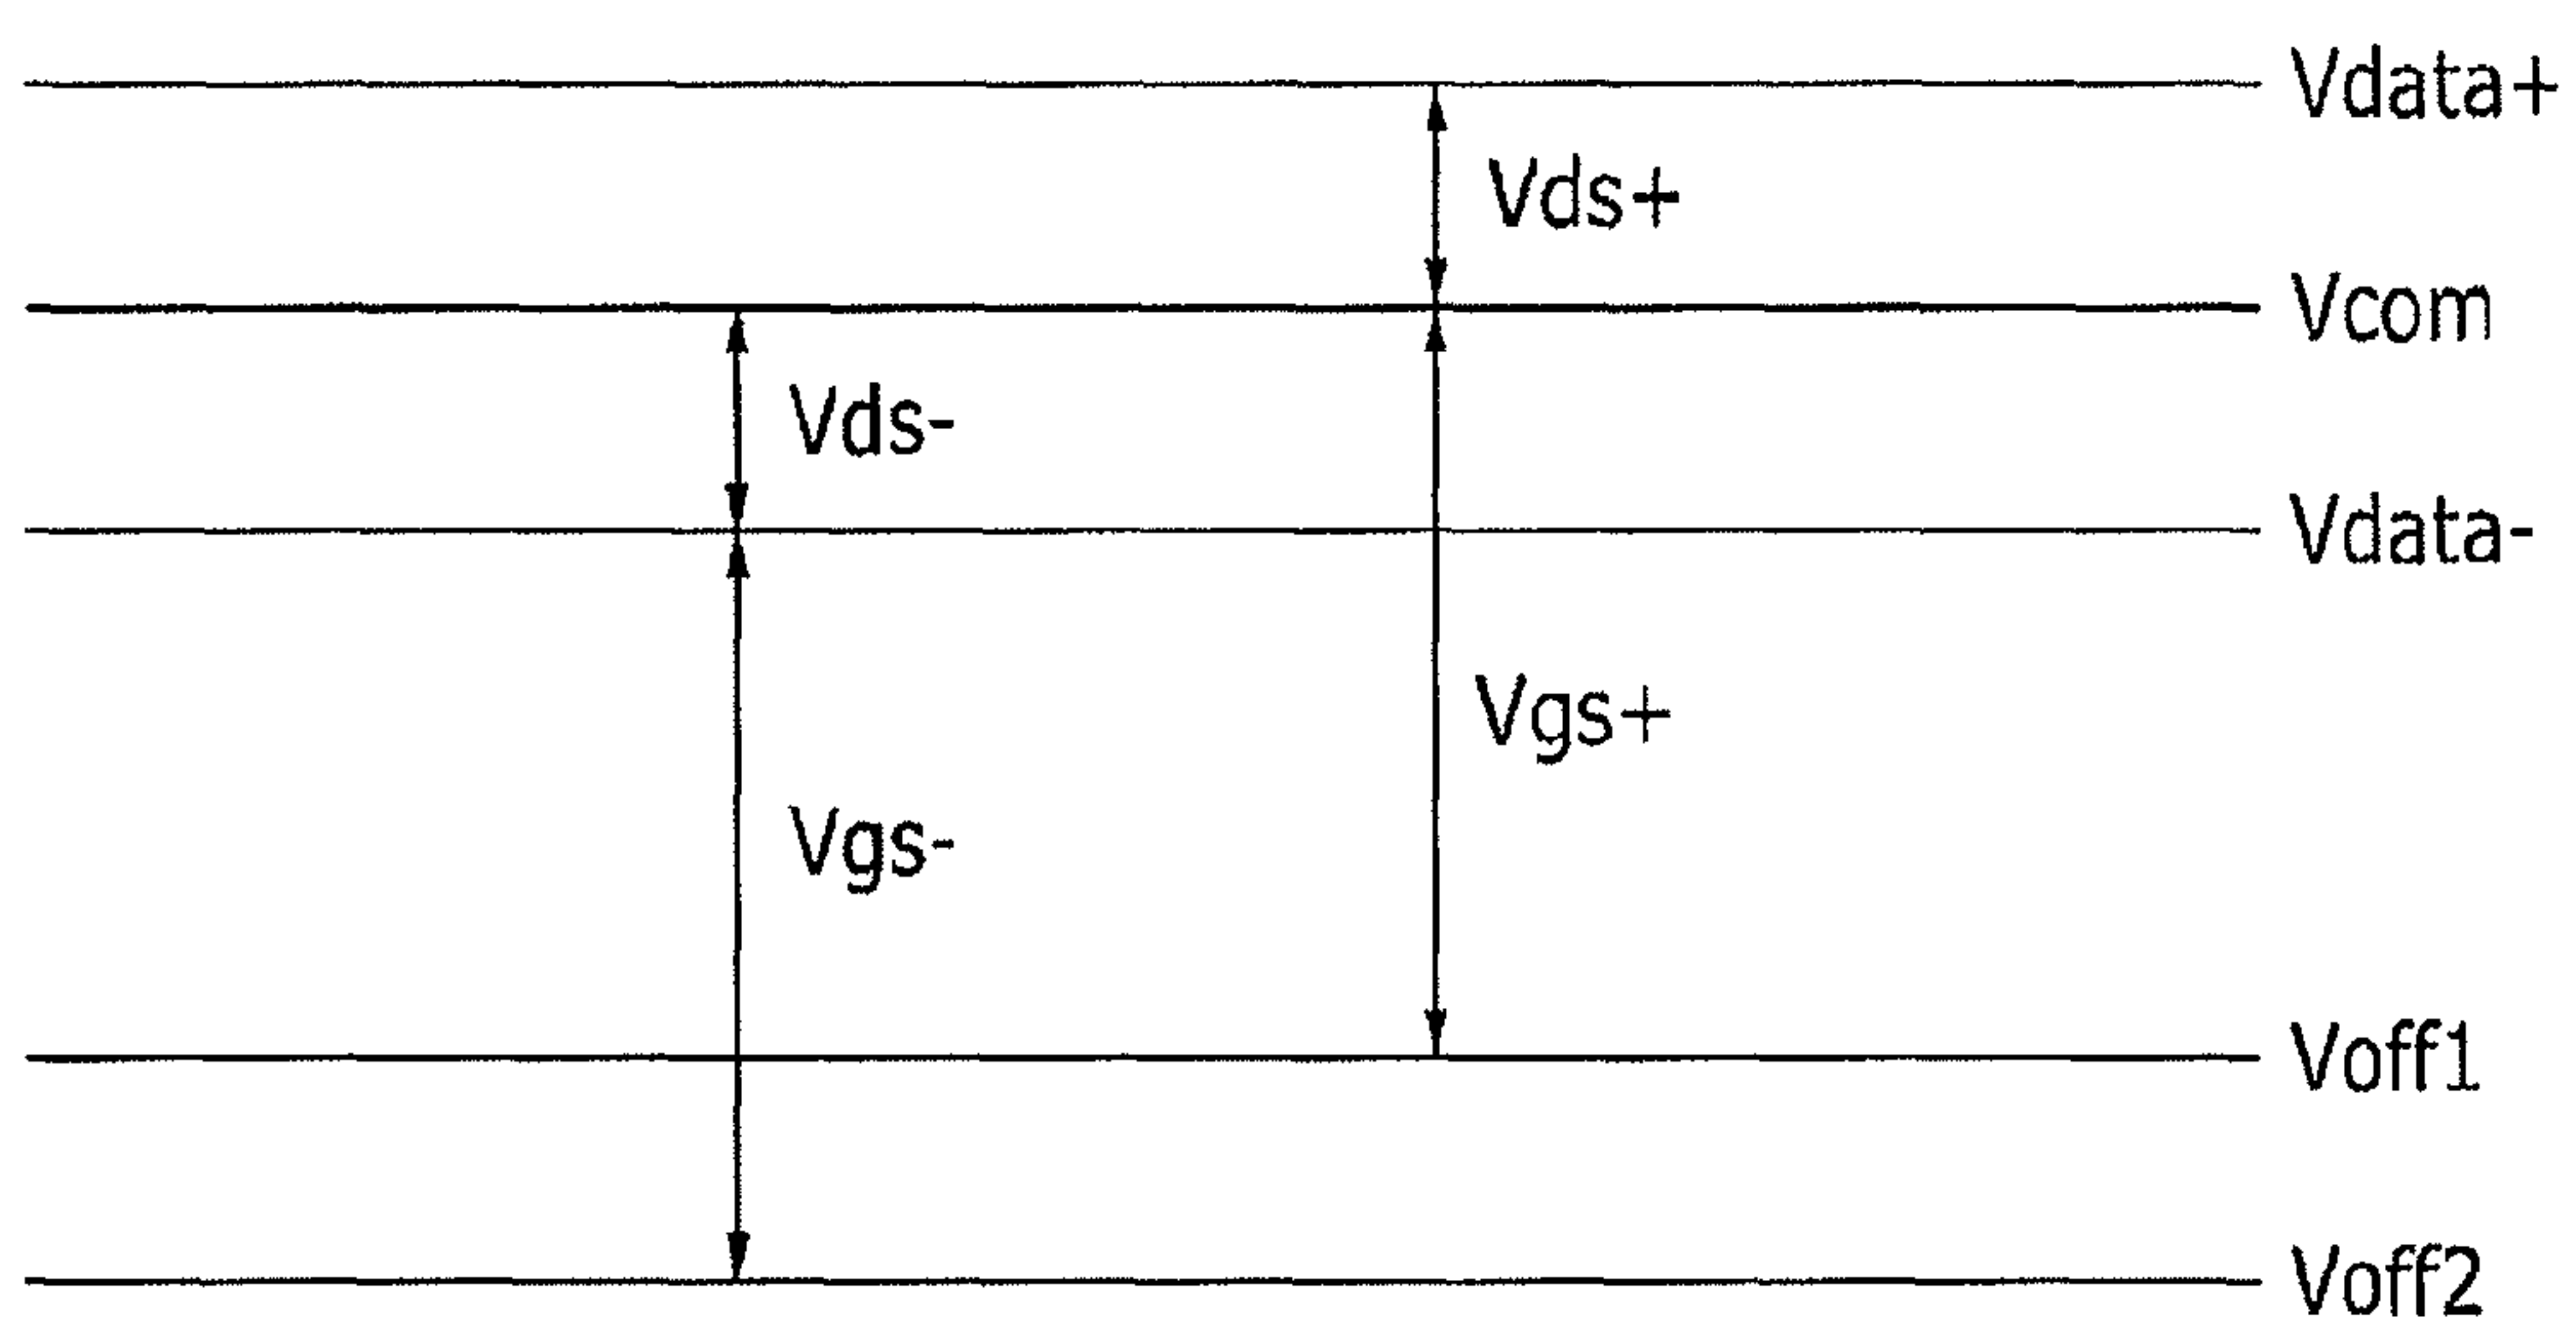 Vdata+
Vds+
Vcom
Vds-
Vdata-
Vgs+
Vgs-
Voff1
Voff2